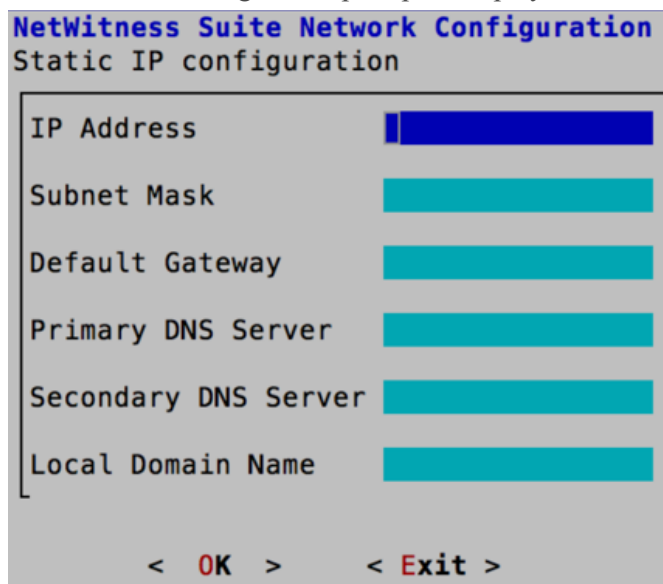 NetWitness Suite Network Configuration
Static IP configuration
IP Address
Subnet Mask
Default Gateway
Primary DNS Server
Secondary DNS Server
Local Domain Name
< OK > < Exit >